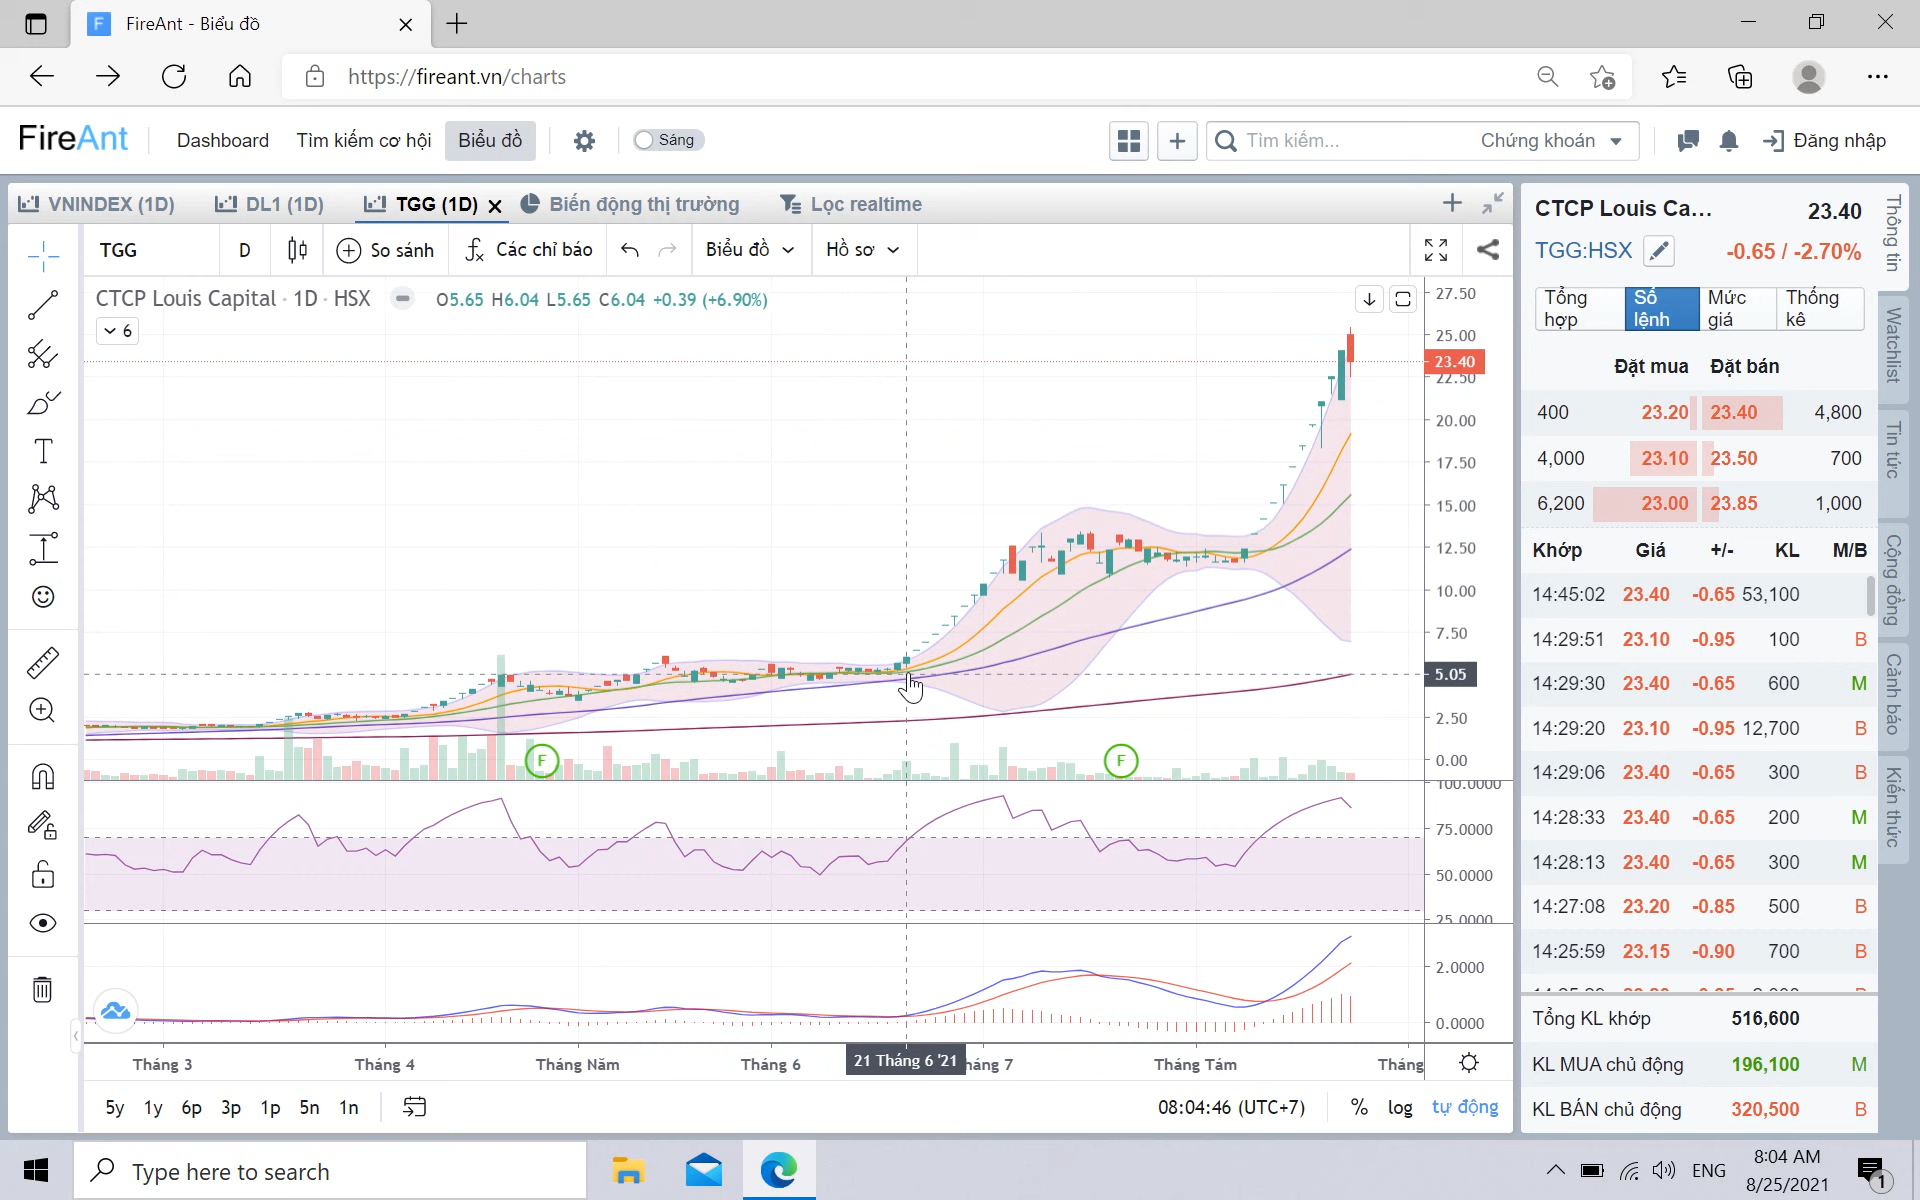 FireAnt - Biểu đồ
https://fireant.vn/charts
FireAnt Dashboard Tìm kiếm cơ hội Biểu đồ Sáng Tìm kiếm... Chứng khoán Đăng nhập
VNINDEX (1D) DL1 (1D) TGG (1D) Biến động thị trường Lọc realtime
TGG D So sánh Các chỉ báo Biểu đồ Hồ sơ
CTCP Louis Capital · 1D · HSX O5.65 H6.04 L5.65 C6.04 +0.39 (+6.90%)
6
27.50
25.00
23.40
22.50
20.00
17.50
15.00
12.50
10.00
7.50
5.05
2.50
0.00
F F
100.0000
75.0000
50.0000
25.0000
2.0000
0.0000
Tháng 3 Tháng 4 Tháng Năm Tháng 6 21 Tháng 6 '21 háng 7 Tháng Tám Tháng
5y 1y 6p 3p 1p 5n 1n 08:04:46 (UTC+7) % log tự động
CTCP Louis Ca... 23.40
TGG:HSX -0.65 / -2.70%
Tổng hợp Sổ lệnh Mức giá Thống kê
Đặt mua Đặt bán
400 23.20 23.40 4,800
4,000 23.10 23.50 700
6,200 23.00 23.85 1,000
Khớp Giá +/- KL M/B
14:45:02 23.40 -0.65 53,100
14:29:51 23.10 -0.95 100 B
14:29:30 23.40 -0.65 600 M
14:29:20 23.10 -0.95 12,700 B
14:29:06 23.40 -0.65 300 B
14:28:33 23.40 -0.65 200 M
14:28:13 23.40 -0.65 300 M
14:27:08 23.20 -0.85 500 B
14:25:59 23.15 -0.90 700 B
Tổng KL khớp 516,600
KL MUA chủ động 196,100 M
KL BÁN chủ động 320,500 B
Thông tin
Watchlist
Tin tức
Cộng đồng
Cảnh báo
Kiến thức
Type here to search
ENG
8:04 AM
8/25/2021
1